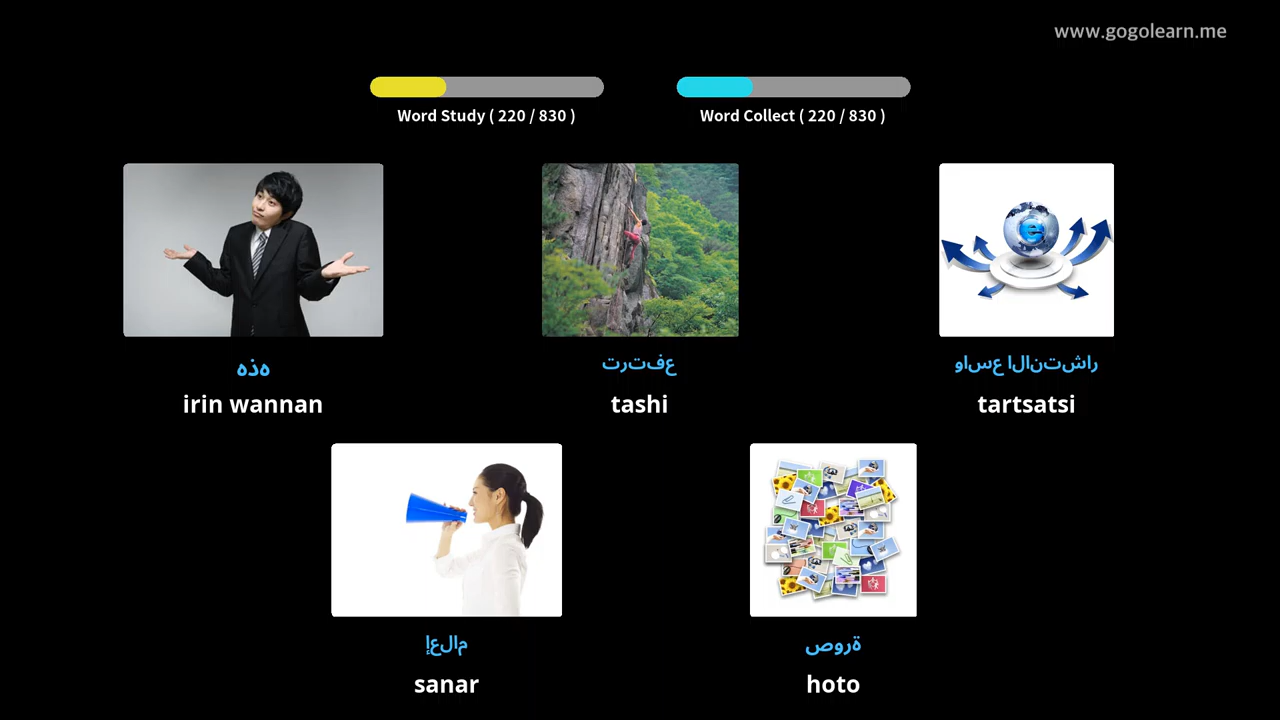 www.gogolearn.me
Word Study ( 220 / 830 )
Word Collect ( 220 / 830 )
هذه
irin wannan
ترتفع
tashi
واسع الانتشار
tartsatsi
إعلام
sanar
صورة
hoto